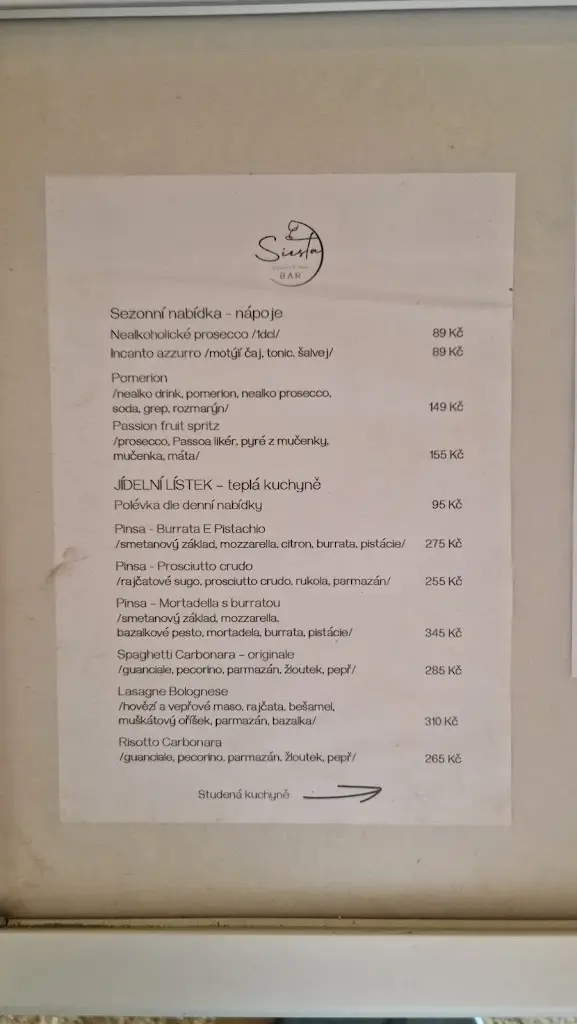 Siesta
BAR
Sezonní nabídka - nápoje
Nealkoholické prosecco /1dcl/ 89 Kč
Incanto azzurro /motýlí čaj, tonic, šalvej/ 89 Kč
Pomerion
/nealko drink, pomerion, nealko prosecco,
soda, grep, rozmarýn/ 149 Kč
Passion fruit spritz
/prosecco, Passoa likér, pyré z mučenky,
mučenka, máta/ 155 Kč
JÍDELNÍ LÍSTEK – teplá kuchyně
Polévka dle denní nabídky 95 Kč
Pinsa - Burrata E Pistachio
/smetanový základ, mozzarella, citron, burrata, pistácie/ 275 Kč
Pinsa - Prosciutto crudo
/rajčatové sugo, prosciutto crudo, rukola, parmazán/ 255 Kč
Pinsa – Mortadella s burratou
/smetanový základ, mozzarella,
bazalkové pesto, mortadela, burrata, pistácie/ 345 Kč
Spaghetti Carbonara – originale
/guanciale, pecorino, parmazán, žloutek, pepř/ 285 Kč
Lasagne Bolognese
/hovězí a vepřové maso, rajčata, bešamel,
muškátový oříšek, parmazán, bazalka/ 310 Kč
Risotto Carbonara
/guanciale, pecorino, parmazán, žloutek, pepř/ 265 Kč
Studená kuchyně